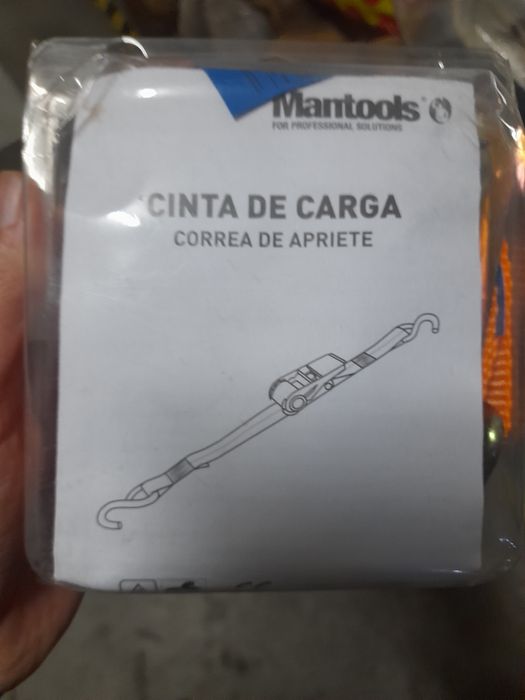 Mantools®
FOR PROFESSIONAL SOLUTIONS
CINTA DE CARGA
CORREA DE APRIETE